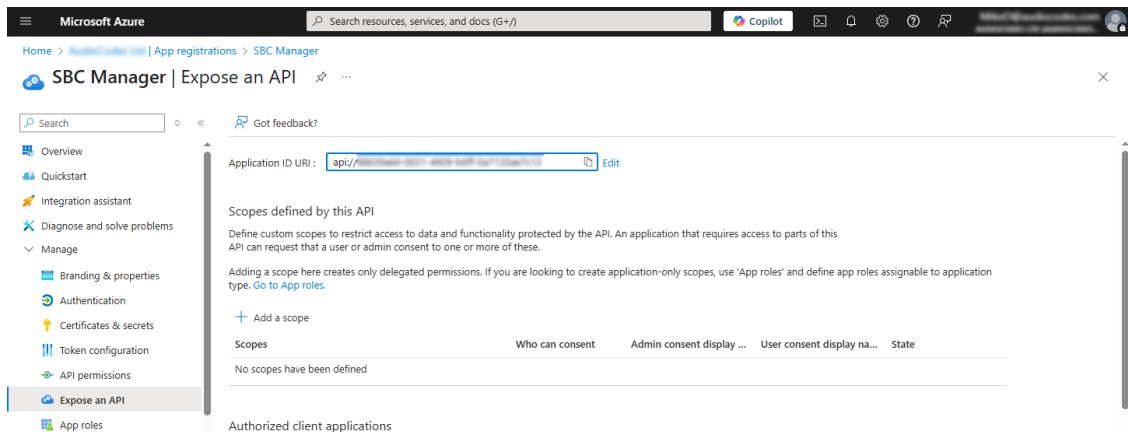 Microsoft Azure
Search resources, services, and docs (G+/)
Copilot
Home > | App registrations > SBC Manager
SBC Manager | Expose an API
Search
Got feedback?
Overview
Quickstart
Integration assistant
Diagnose and solve problems
Manage
Branding & properties
Authentication
Certificates & secrets
Token configuration
API permissions
Expose an API
App roles
Application ID URI : api:// Edit
Scopes defined by this API
Define custom scopes to restrict access to data and functionality protected by the API. An application that requires access to parts of this
API can request that a user or admin consent to one or more of these.
Adding a scope here creates only delegated permissions. If you are looking to create application-only scopes, use 'App roles' and define app roles assignable to application
type. Go to App roles.
Add a scope
Scopes Who can consent Admin consent display ... User consent display na... State
No scopes have been defined
Authorized client applications